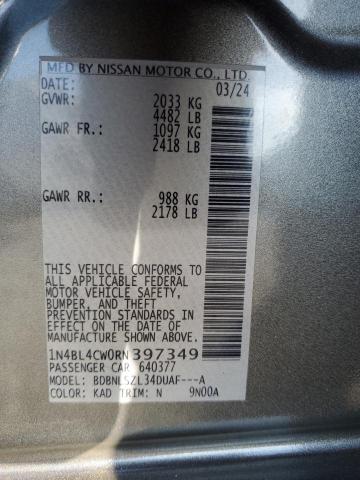 MFD BY NISSAN MOTOR CO., LTD.
DATE: 03/24
GVWR: 2033 KG
4482 LB
GAWR FR.: 1097 KG
2418 LB
GAWR RR.: 988 KG
2178 LB
THIS VEHICLE CONFORMS TO
ALL APPLICABLE FEDERAL
MOTOR VEHICLE SAFETY,
BUMPER, AND THEFT
PREVENTION STANDARDS
IN EFFECT ON THE DATE OF
MANUFACTURE SHOWN ABOVE.
1N4BL4CW0RN397349
PASSENGER CAR 640377
MODEL: BDBNLSZL34DUAF---A
COLOR: KAD TRIM: N 9N00A